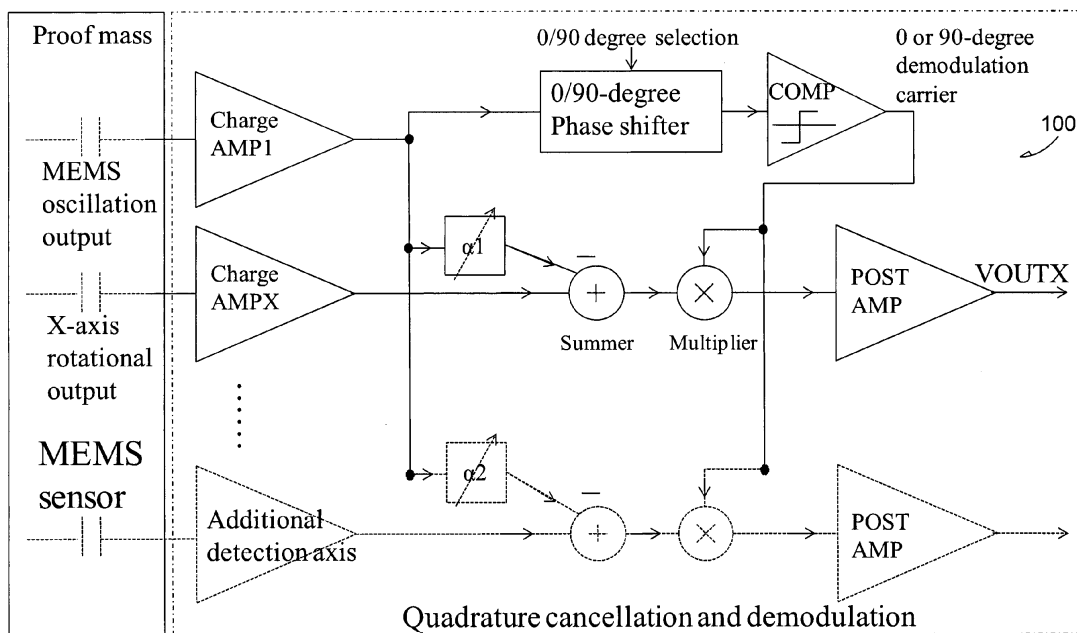 Proof mass
0/90 degree selection
0 or 90-degree
demodulation
carrier
Charge
AMP1
0/90-degree
Phase shifter
COMP
100
MEMS
oscillation
output
α1
−
Charge
AMPX
+
×
POST
AMP
VOUTX
X-axis
rotational
output
Summer
Multiplier
MEMS
sensor
α2
−
Additional
detection axis
+
×
POST
AMP
Quadrature cancellation and demodulation